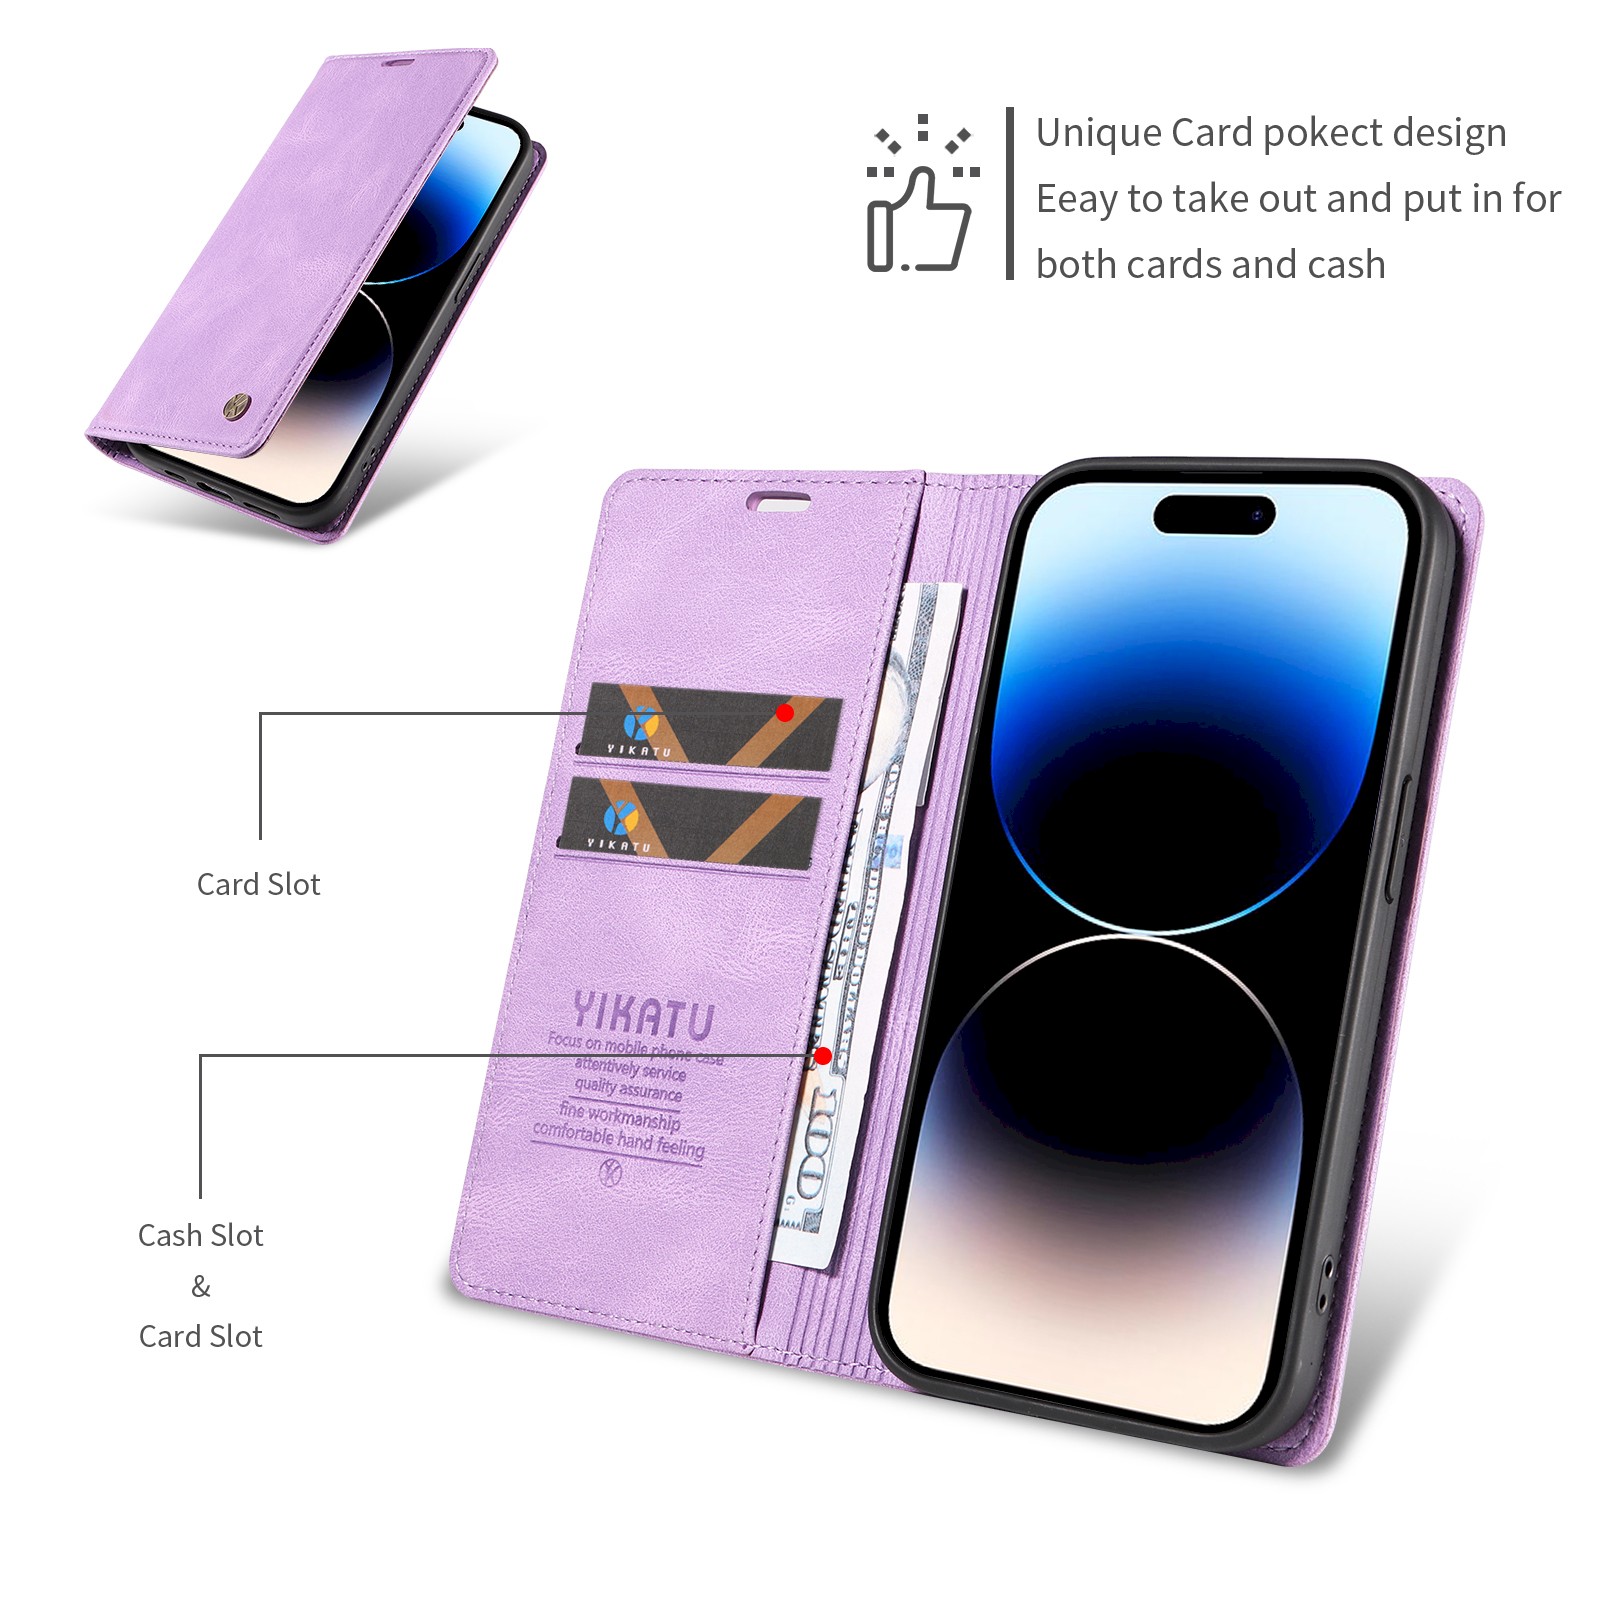 Unique Card pokect design
Eeay to take out and put in for
both cards and cash
YIKATU
YIKATU
Card Slot
YIKATU
Focus on mobile phone case
attentively service
quality assurance
fine workmanship
comfortable hand feeling
100
Cash Slot
&
Card Slot